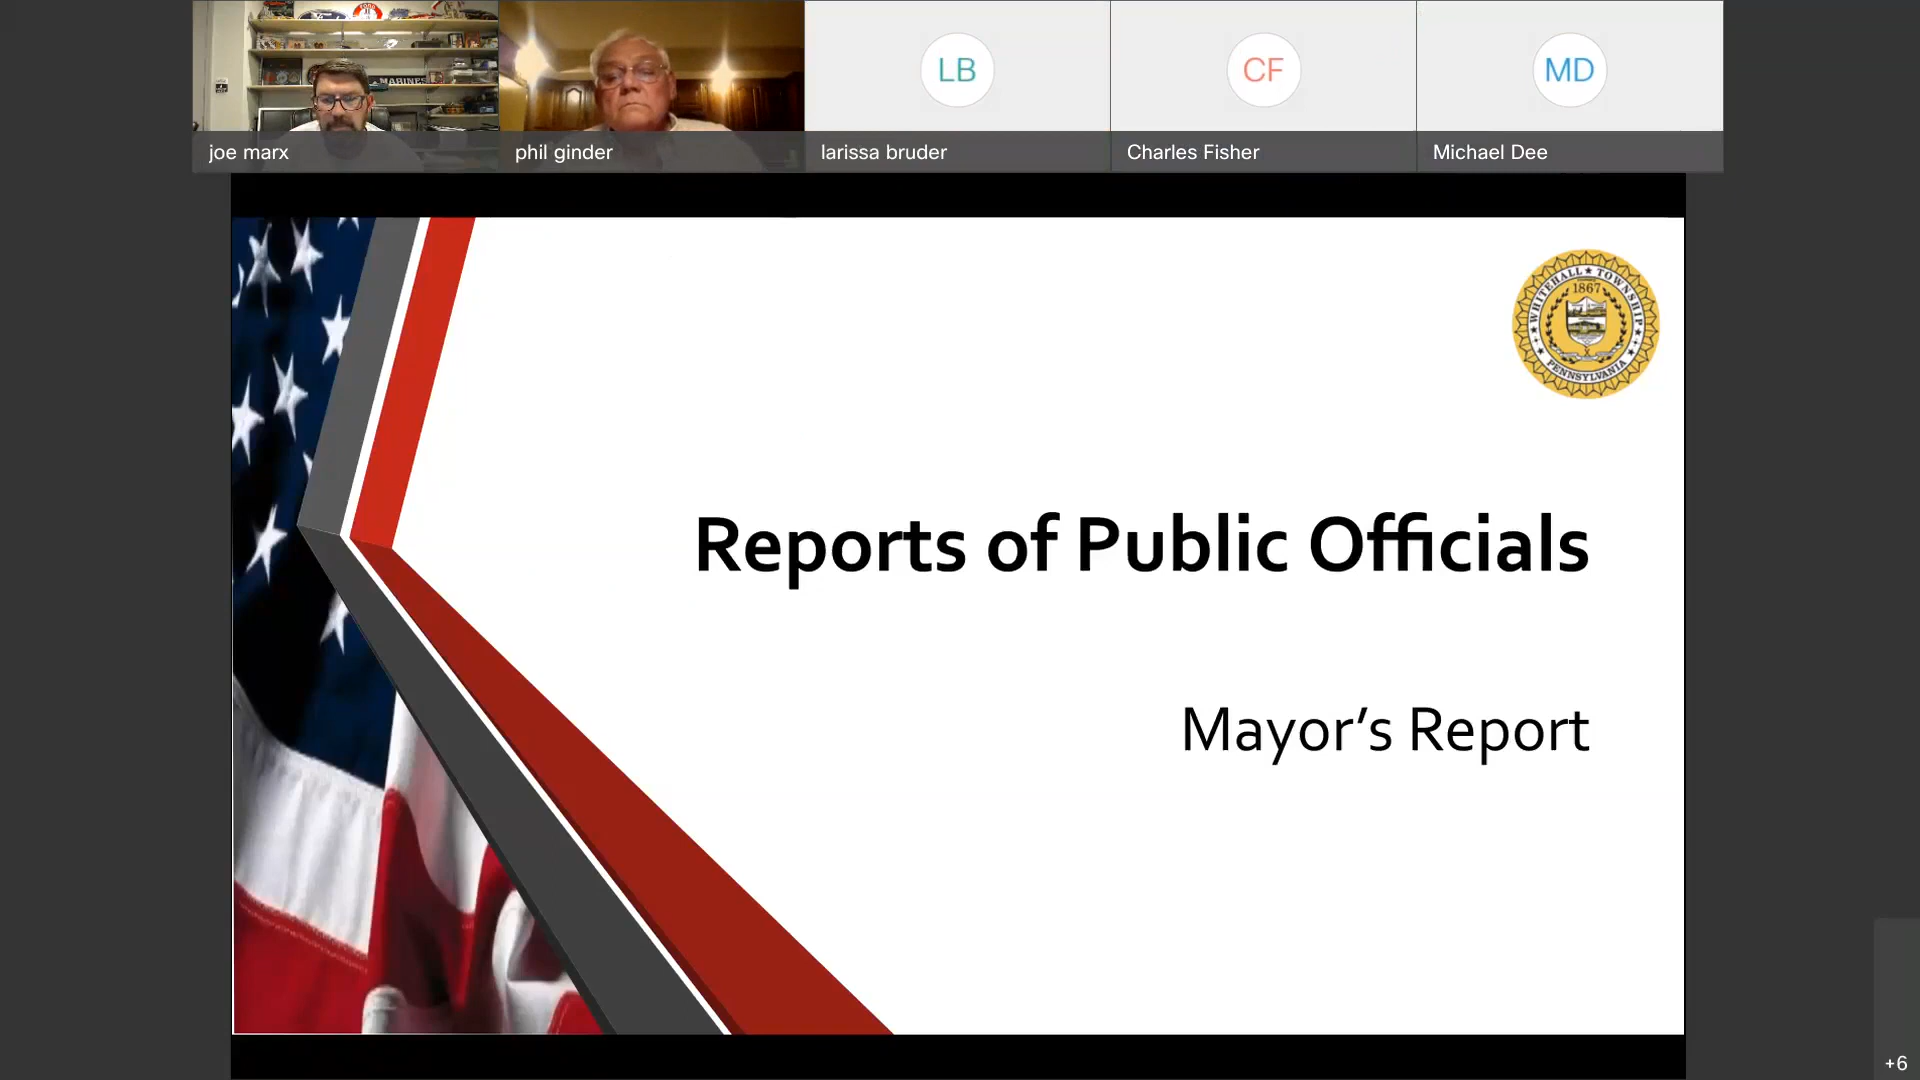 MARINES
LB
CF
MD
joe marx
phil ginder
larissa bruder
Charles Fisher
Michael Dee
WHITEHALL ★ TOWNSHIP
1867
PENNSYLVANIA
Reports of Public Officials
Mayor’s Report
+6